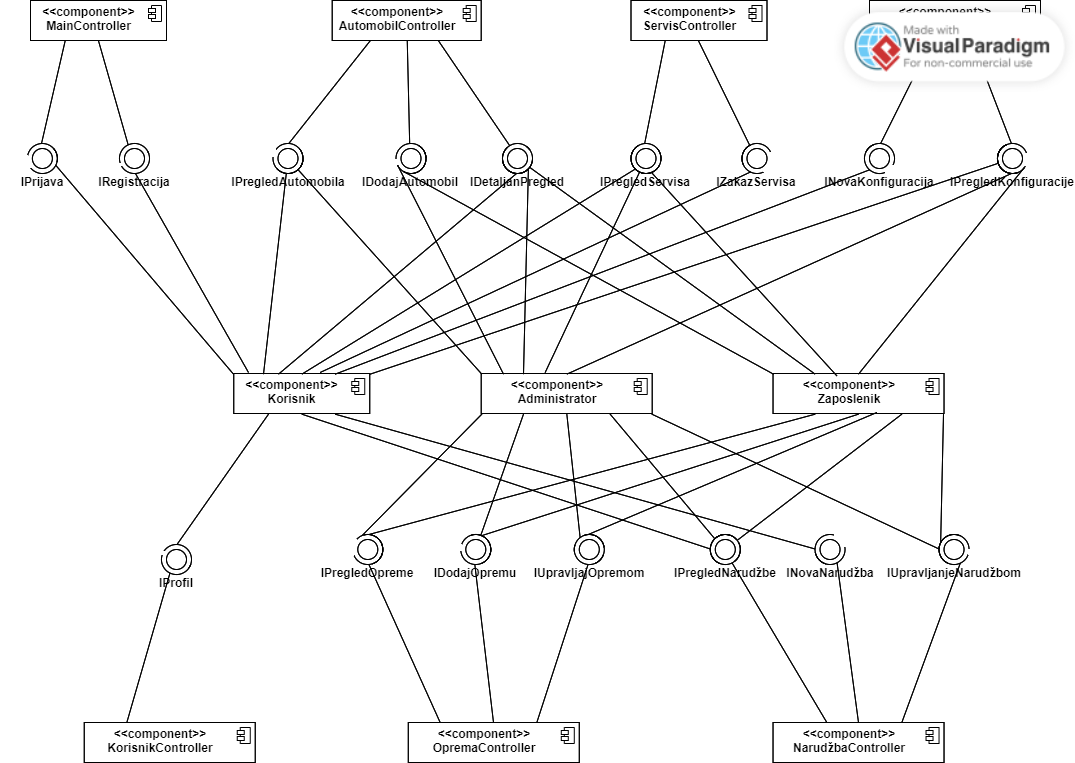 <<component>>
MainController
<<component>>
AutomobilController
<<component>>
ServisController
<<component>>
Made with
VisualParadigm
For non-commercial use
IPrijava
IRegistracija
IPregledAutomobila
IDodajAutomobil
IDetaljanPregled
IPregledServisa
IZakazServisa
INovaKonfiguracija
IPregledKonfiguracije
<<component>>
Korisnik
<<component>>
Administrator
<<component>>
Zaposlenik
IProfil
IPregledOpreme
IDodajOpremu
IUpravljajOpremom
IPregledNarudžbe
INovaNarudžba
IUpravljanjeNarudžbom
<<component>>
KorisnikController
<<component>>
OpremaController
<<component>>
NarudžbaController